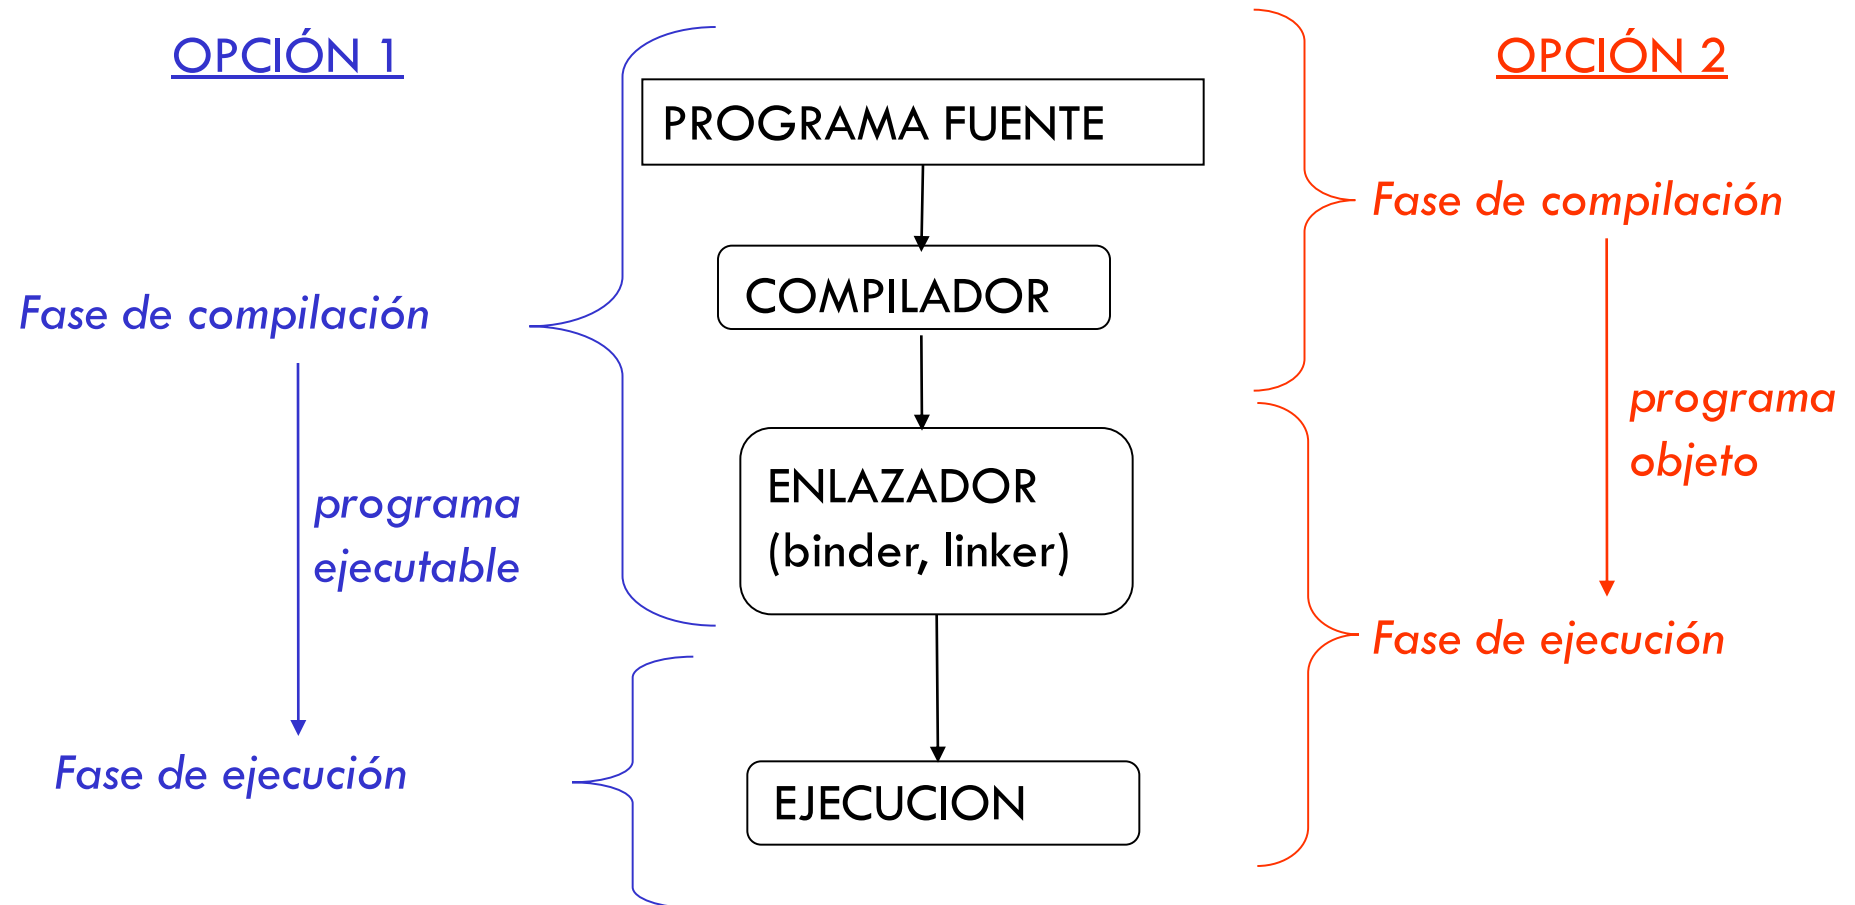 OPCIÓN 1
OPCIÓN 2
PROGRAMA FUENTE
Fase de compilación
COMPILADOR
Fase de compilación
programa
objeto
ENLAZADOR
(binder, linker)
programa
ejecutable
Fase de ejecución
Fase de ejecución
EJECUCION